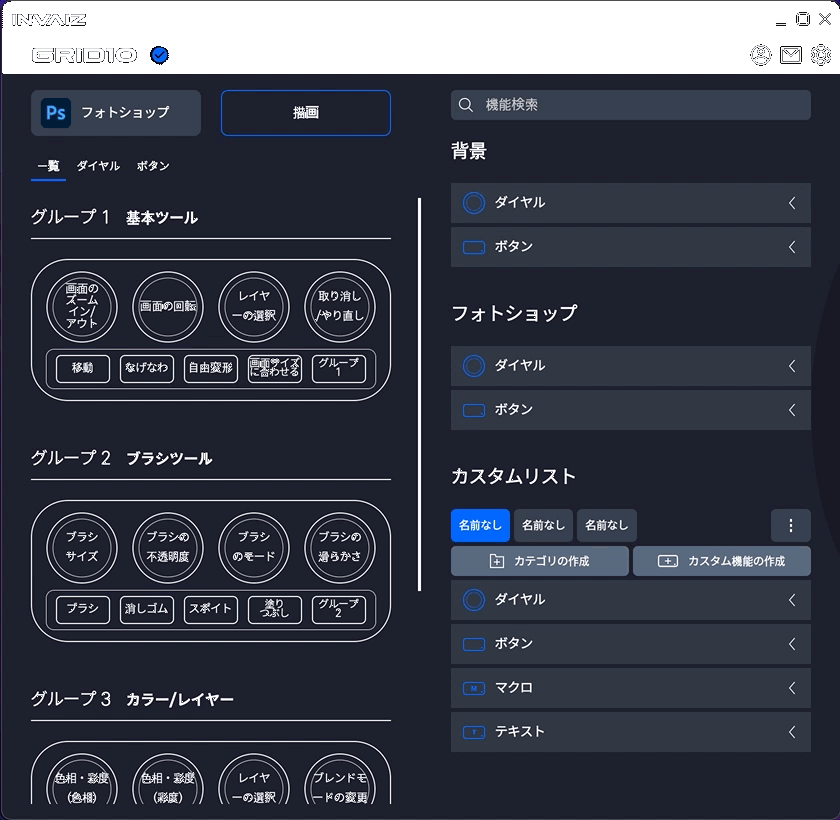 INVAIZ
GRID10
Ps フォトショップ
描画
一覧 ダイヤル ボタン
グループ 1 基本ツール
画面の
ズーム
イン/
アウト
画面の回転
レイヤ
ーの選択
取り消し
/やり直し
移動
なげなわ
自由変形
画面サイズ
に合わせる
グループ
1
グループ 2 ブラシツール
ブラシ
サイズ
ブラシの
不透明度
ブラシ
のモード
ブラシの
滑らかさ
ブラシ
消しゴム
スポイト
塗り
つぶし
グループ
2
グループ 3 カラー/レイヤー
色相・彩度
(色相)
色相・彩度
(彩度)
レイヤ
ーの選択
ブレンドモ
ードの変更
機能検索
背景
ダイヤル
ボタン
フォトショップ
ダイヤル
ボタン
カスタムリスト
名前なし 名前なし 名前なし
カテゴリの作成
カスタム機能の作成
ダイヤル
ボタン
M マクロ
T テキスト